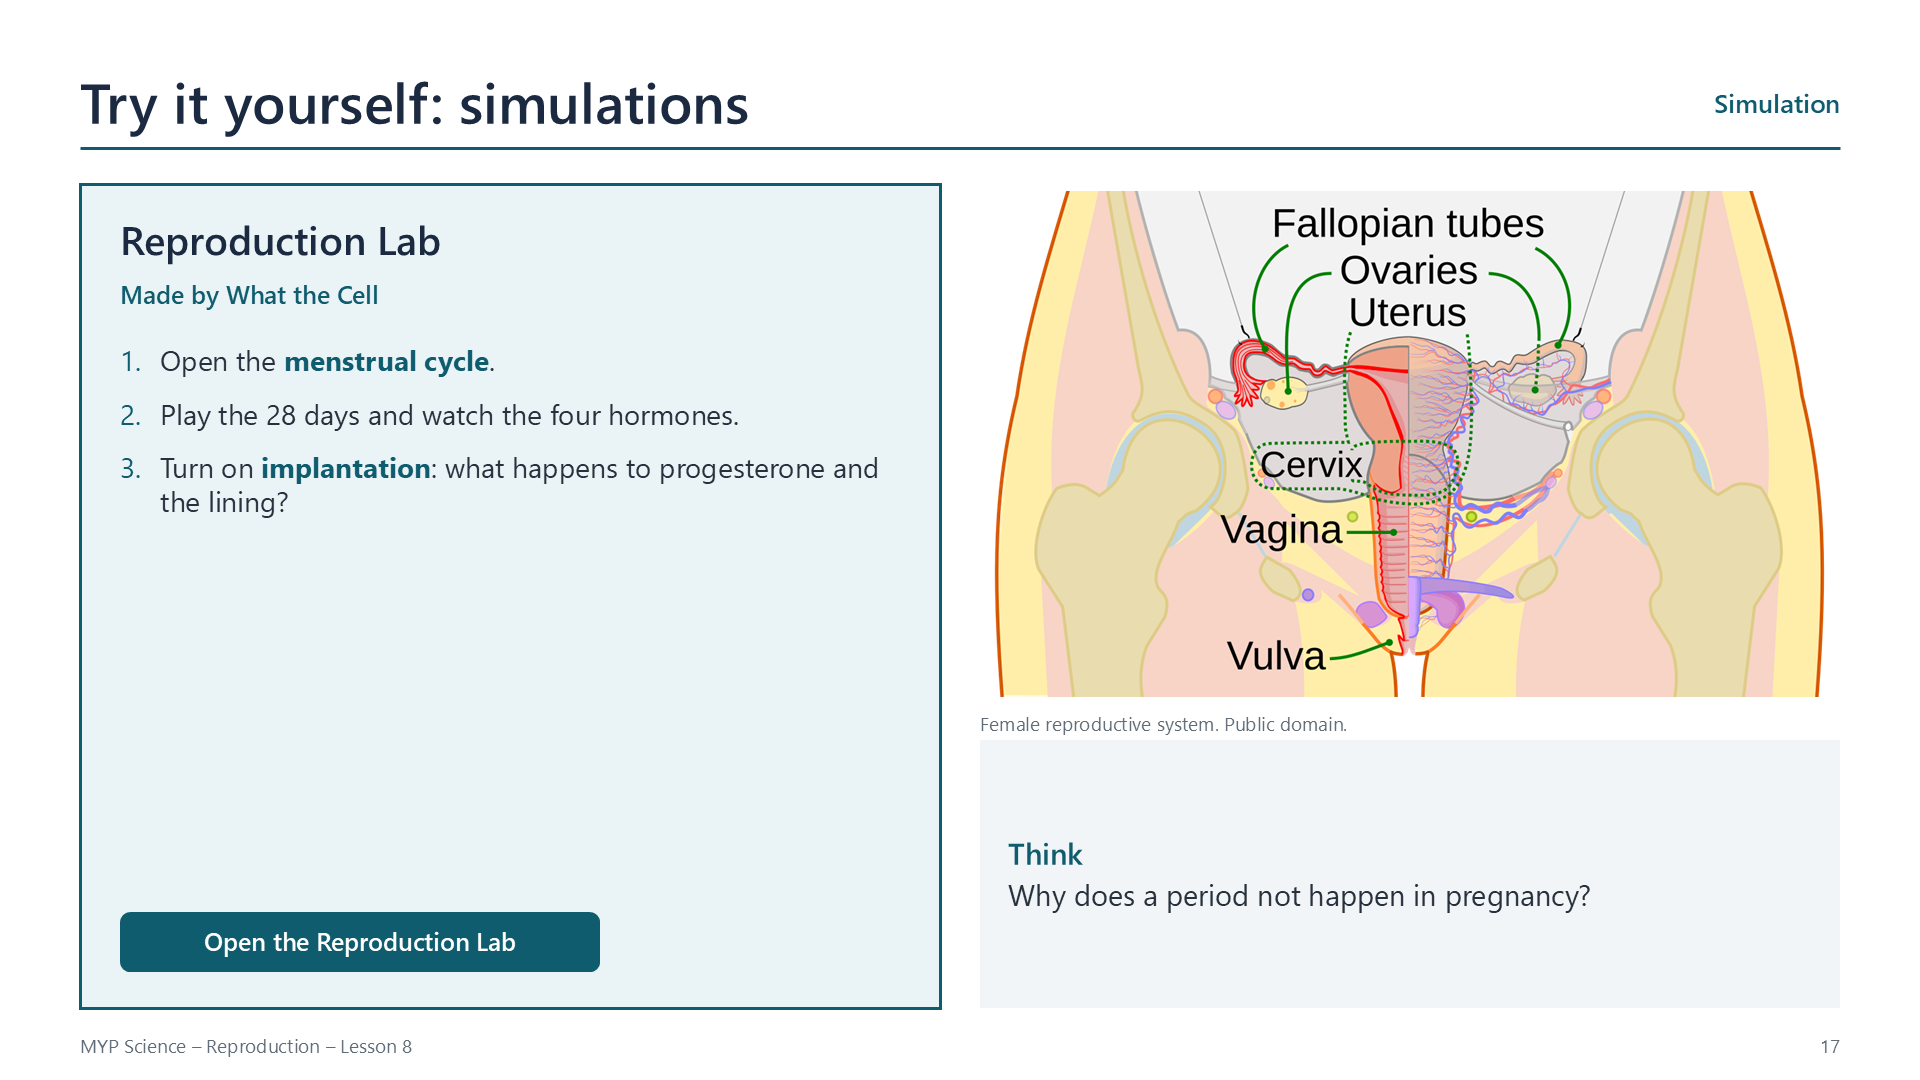 Try it yourself: simulations
Simulation
Reproduction Lab
Made by What the Cell
1. Open the menstrual cycle.
2. Play the 28 days and watch the four hormones.
3. Turn on implantation: what happens to progesterone and
the lining?
Open the Reproduction Lab
Fallopian tubes
Ovaries
Uterus
Cervix
Vagina
Vulva
Female reproductive system. Public domain.
Think
Why does a period not happen in pregnancy?
MYP Science – Reproduction – Lesson 8
17